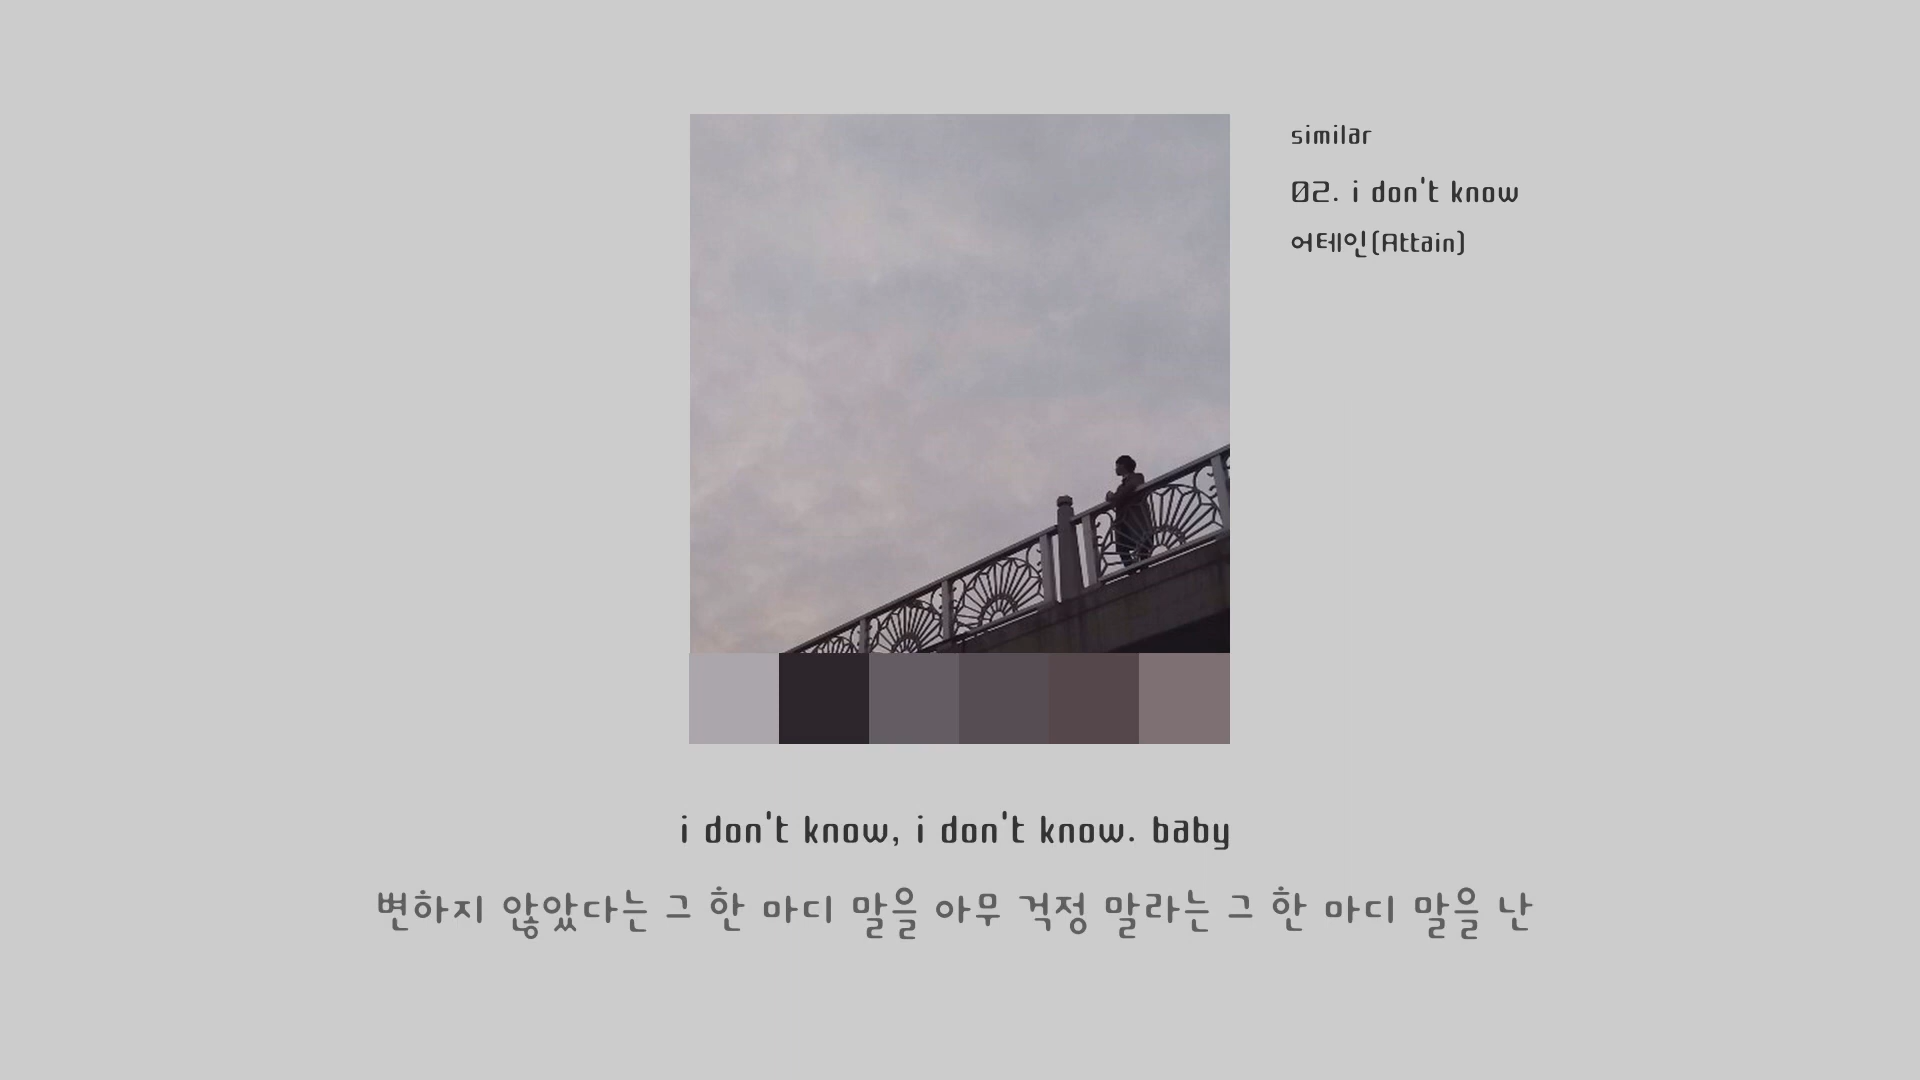 similar
02. i don't know
어테인(Attain)
i don't know, i don't know. baby
변하지 않았다는 그 한 마디 말을 아무 걱정 말라는 그 한 마디 말을 난